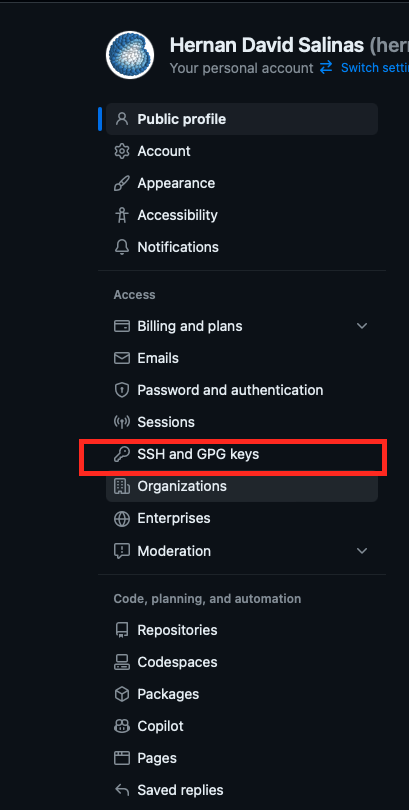 Hernan David Salinas (her
Your personal account Switch setti
Public profile
Account
Appearance
Accessibility
Notifications
Access
Billing and plans
Emails
Password and authentication
Sessions
SSH and GPG keys
Organizations
Enterprises
Moderation
Code, planning, and automation
Repositories
Codespaces
Packages
Copilot
Pages
Saved replies